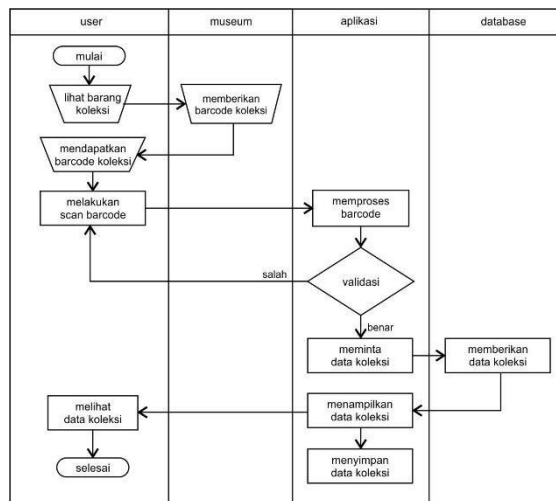 user
museum
aplikasi
database
mulai
lihat barang
koleksi
memberikan
barcode koleksi
mendapatkan
barcode koleksi
melakukan
scan barcode
memproses
barcode
salah
validasi
benar
meminta
data koleksi
memberikan
data koleksi
melihat
data koleksi
menampilkan
data koleksi
selesai
menyimpan
data koleksi